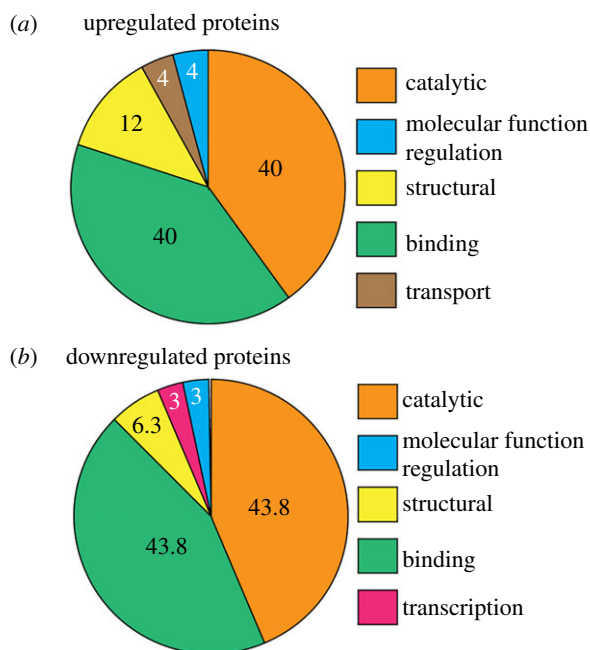 (a) upregulated proteins
4
4
12
40
40
catalytic
molecular function
regulation
structural
binding
transport
(b) downregulated proteins
3
3
6.3
43.8
43.8
catalytic
molecular function
regulation
structural
binding
transcription